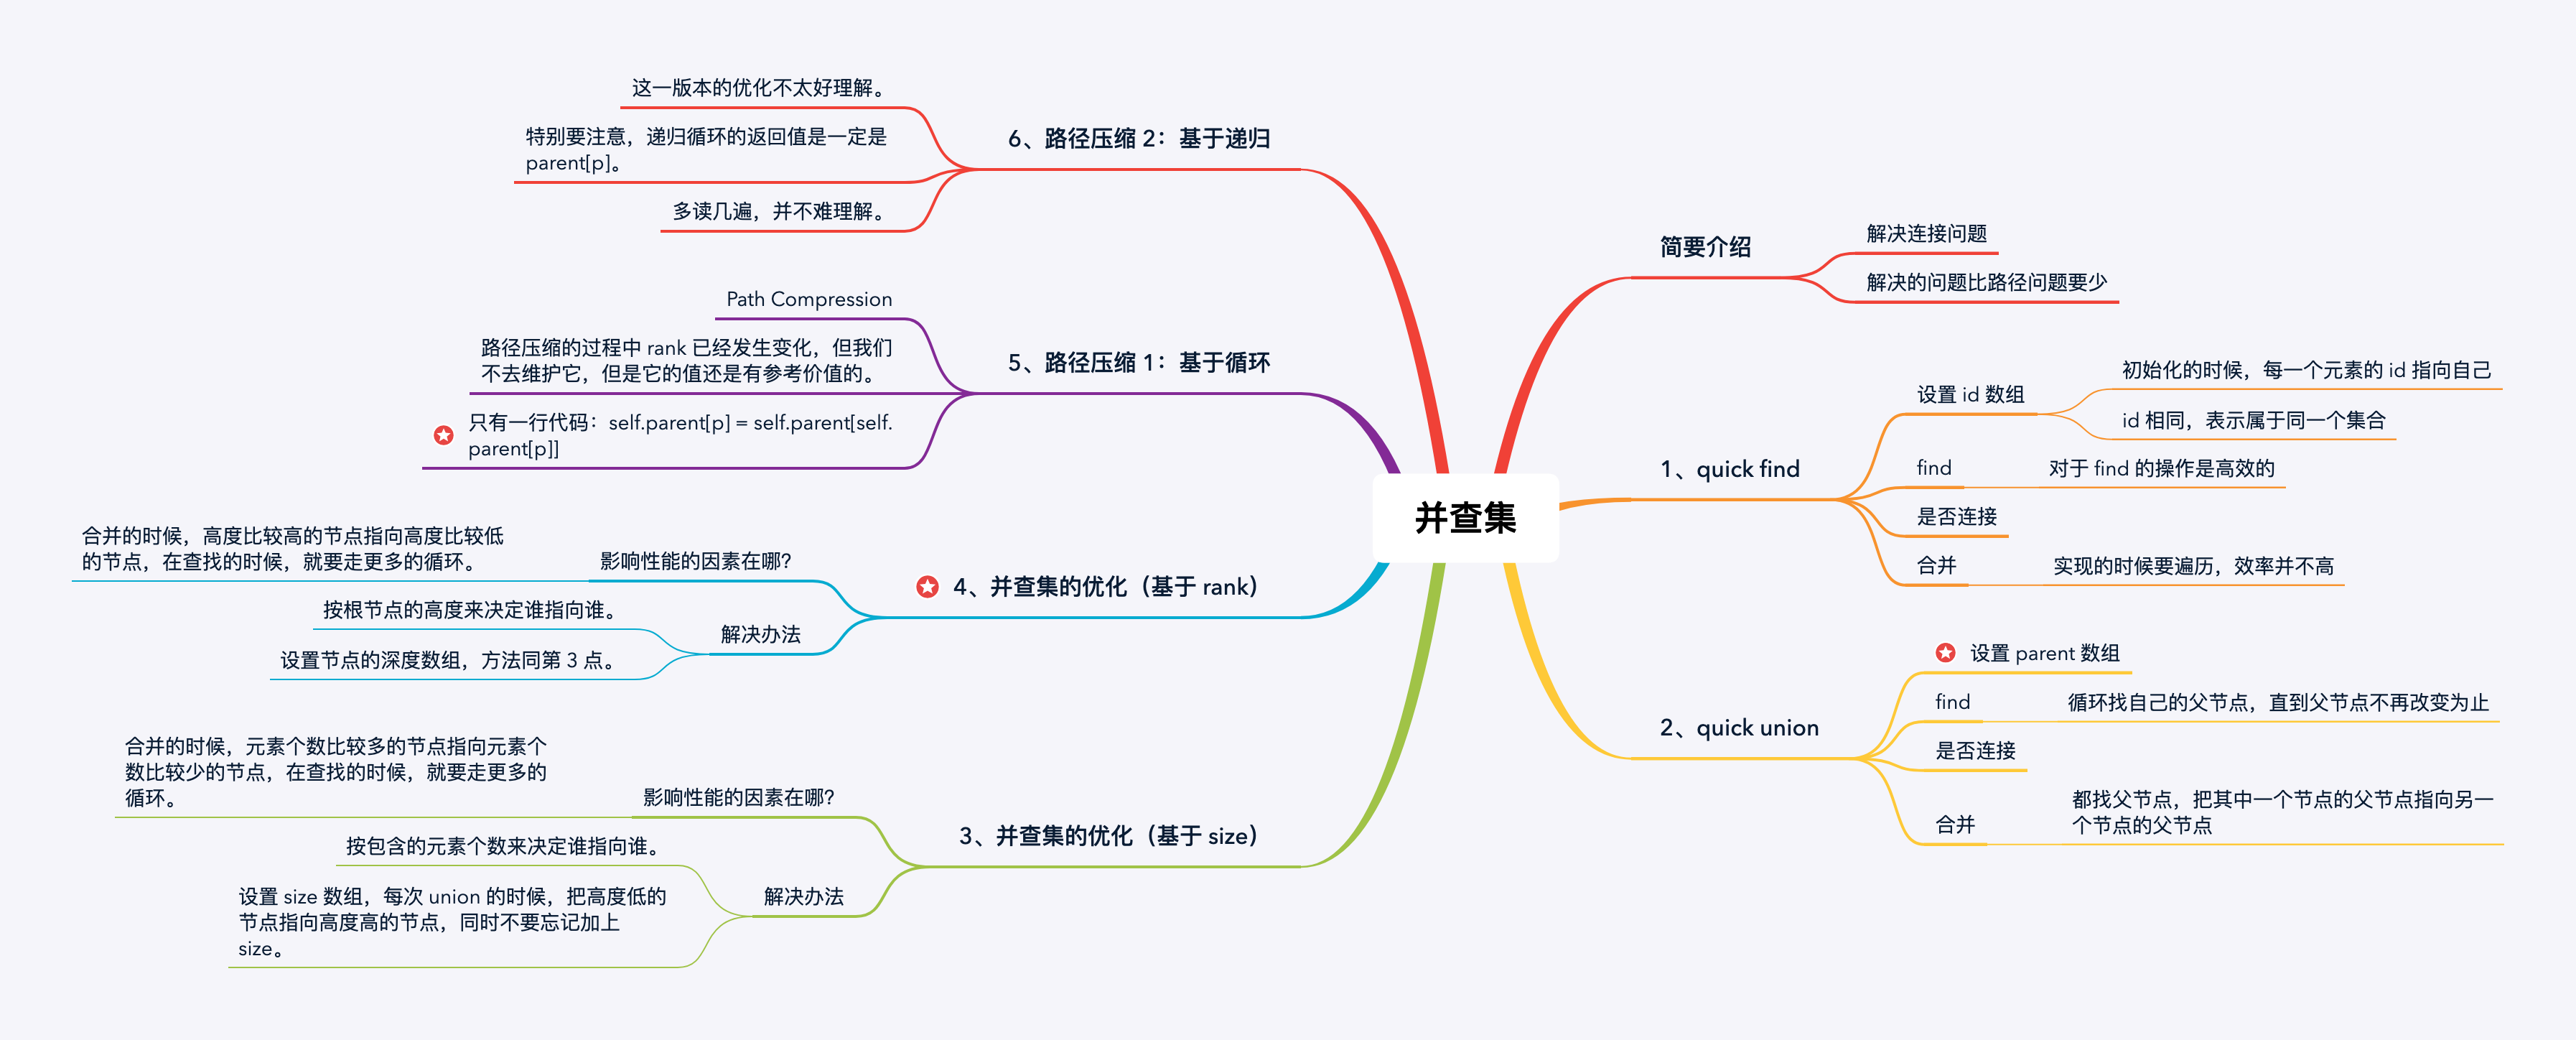 并查集
简要介绍
解决连接问题
解决的问题比路径问题要少
1、quick find
设置 id 数组
初始化的时候，每一个元素的 id 指向自己
id 相同，表示属于同一个集合
find
对于 find 的操作是高效的
是否连接
合并
实现的时候要遍历，效率并不高
2、quick union
设置 parent 数组
find
循环找自己的父节点，直到父节点不再改变为止
是否连接
合并
都找父节点，把其中一个节点的父节点指向另一
个节点的父节点
3、并查集的优化（基于 size）
影响性能的因素在哪？
合并的时候，元素个数比较多的节点指向元素个
数比较少的节点，在查找的时候，就要走更多的
循环。
解决办法
按包含的元素个数来决定谁指向谁。
设置 size 数组，每次 union 的时候，把高度低的
节点指向高度高的节点，同时不要忘记加上
size。
4、并查集的优化（基于 rank）
影响性能的因素在哪？
合并的时候，高度比较高的节点指向高度比较低
的节点，在查找的时候，就要走更多的循环。
解决办法
按根节点的高度来决定谁指向谁。
设置节点的深度数组，方法同第 3 点。
5、路径压缩 1：基于循环
Path Compression
路径压缩的过程中 rank 已经发生变化，但我们
不去维护它，但是它的值还是有参考价值的。
只有一行代码：self.parent[p] = self.parent[self.
parent[p]]
6、路径压缩 2：基于递归
这一版本的优化不太好理解。
特别要注意，递归循环的返回值是一定是
parent[p]。
多读几遍，并不难理解。